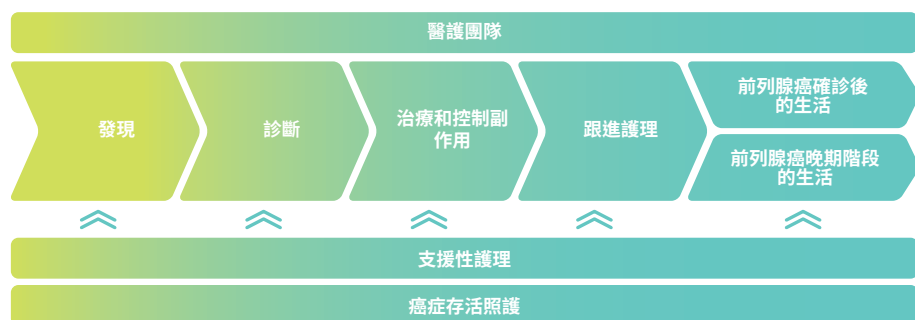 醫護團隊
發現
診斷
治療和控制副
作用
跟進護理
前列腺癌確診後
的生活
前列腺癌晚期階段
的生活
支援性護理
癌症存活照護